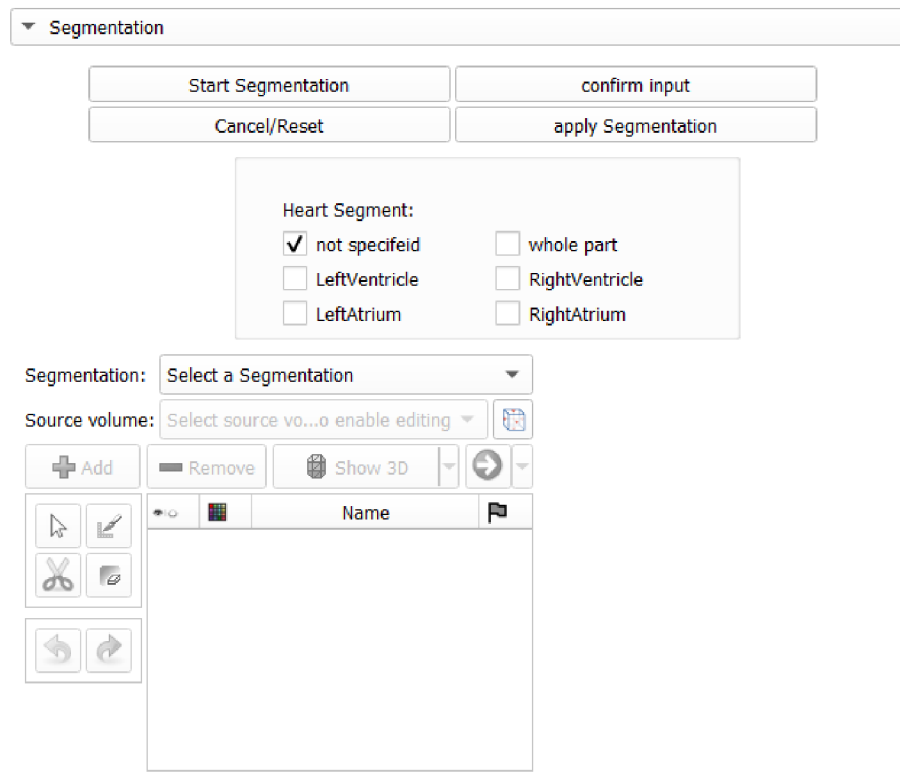 Segmentation
Start Segmentation confirm input
Cancel/Reset apply Segmentation
Heart Segment:
not specifeid whole part
LeftVentricle RightVentricle
LeftAtrium RightAtrium
Segmentation: Select a Segmentation
Source volume: Select source vo...o enable editing
Add Remove Show 3D
Name